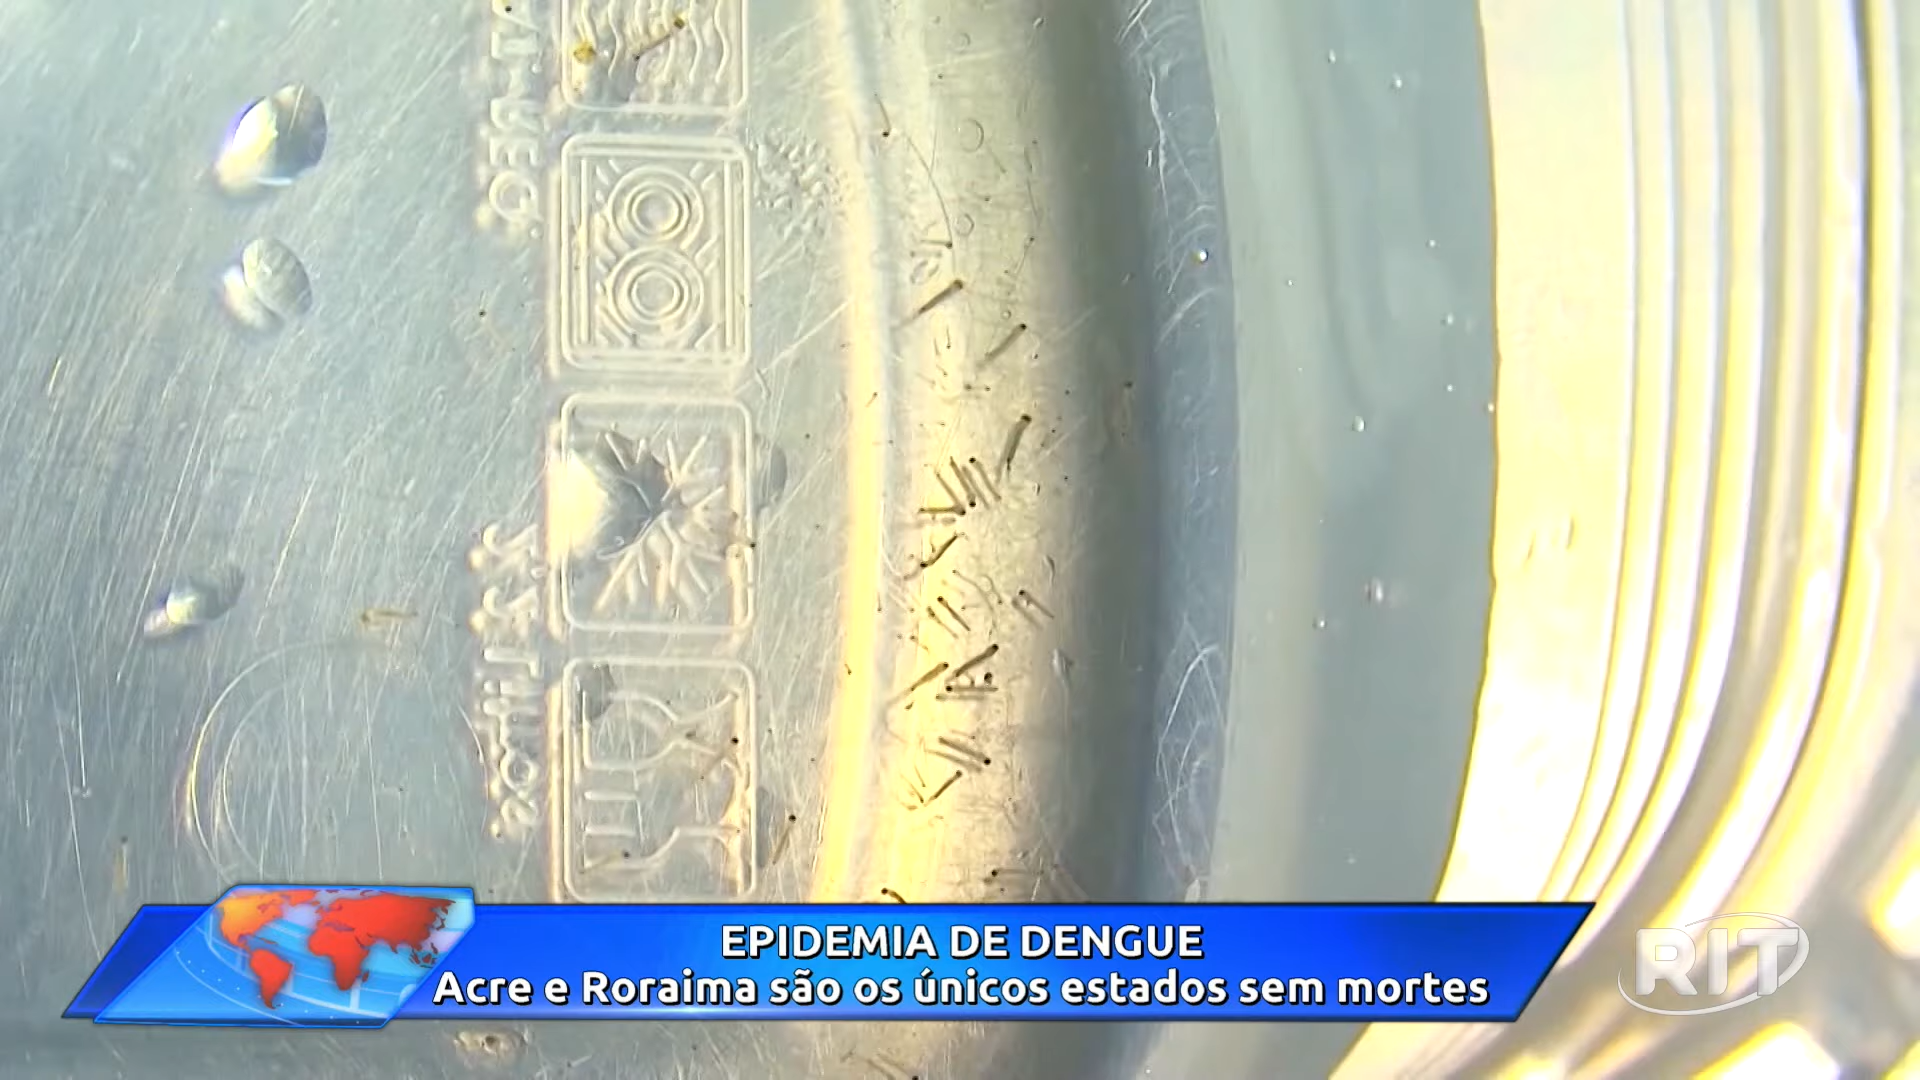 EPIDEMIA DE DENGUE
Acre e Roraima são os únicos estados sem mortes
RIT